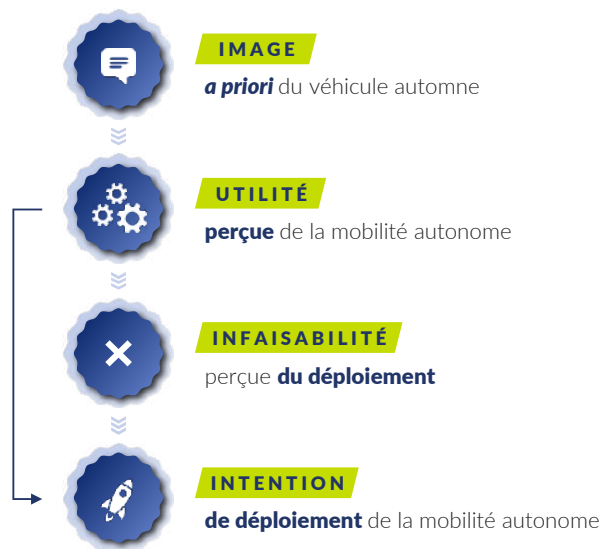 IMAGE
a priori du véhicule automne
UTILITÉ
perçue de la mobilité autonome
INFAISABILITÉ
perçue du déploiement
INTENTION
de déploiement de la mobilité autonome